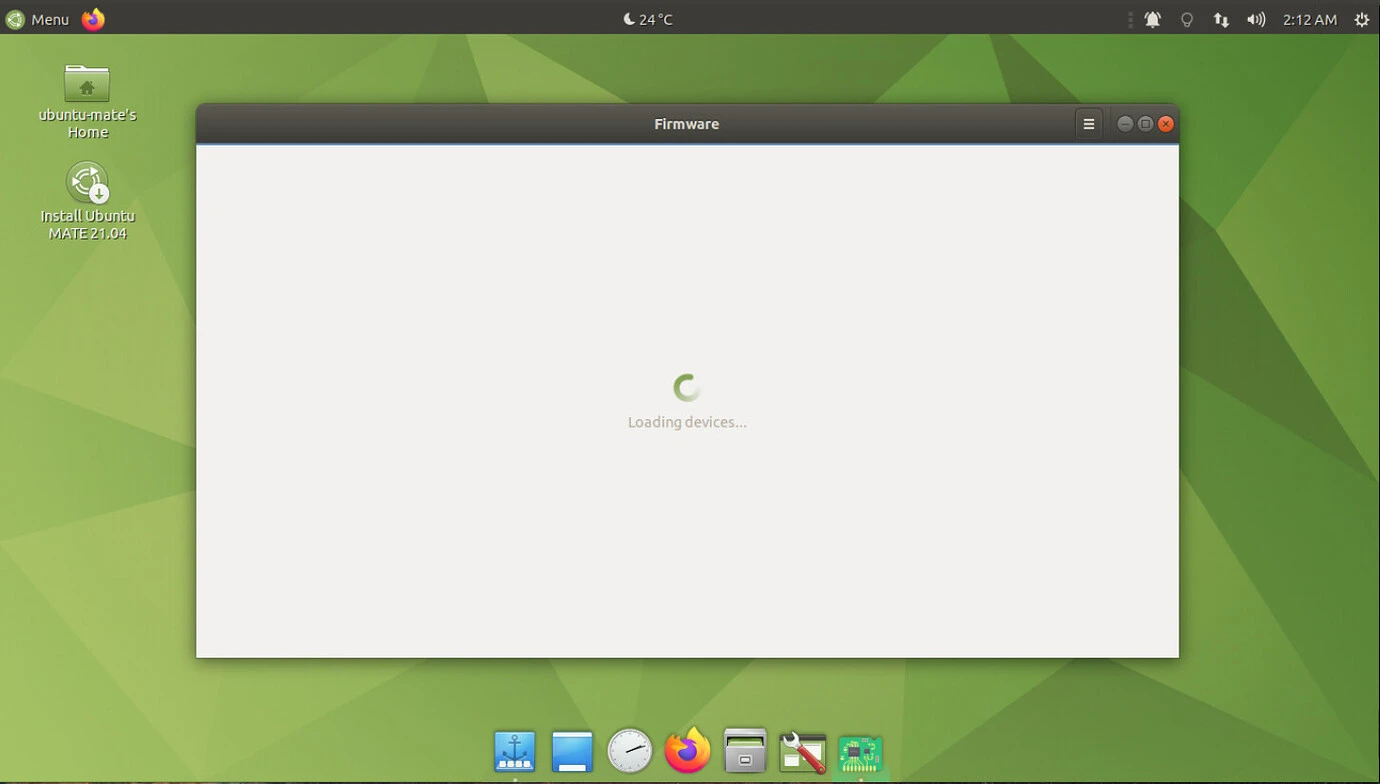 Menu
24 °C
2:12 AM
ubuntu-mate's
Home
Install Ubuntu
MATE 21.04
Firmware
Loading devices...